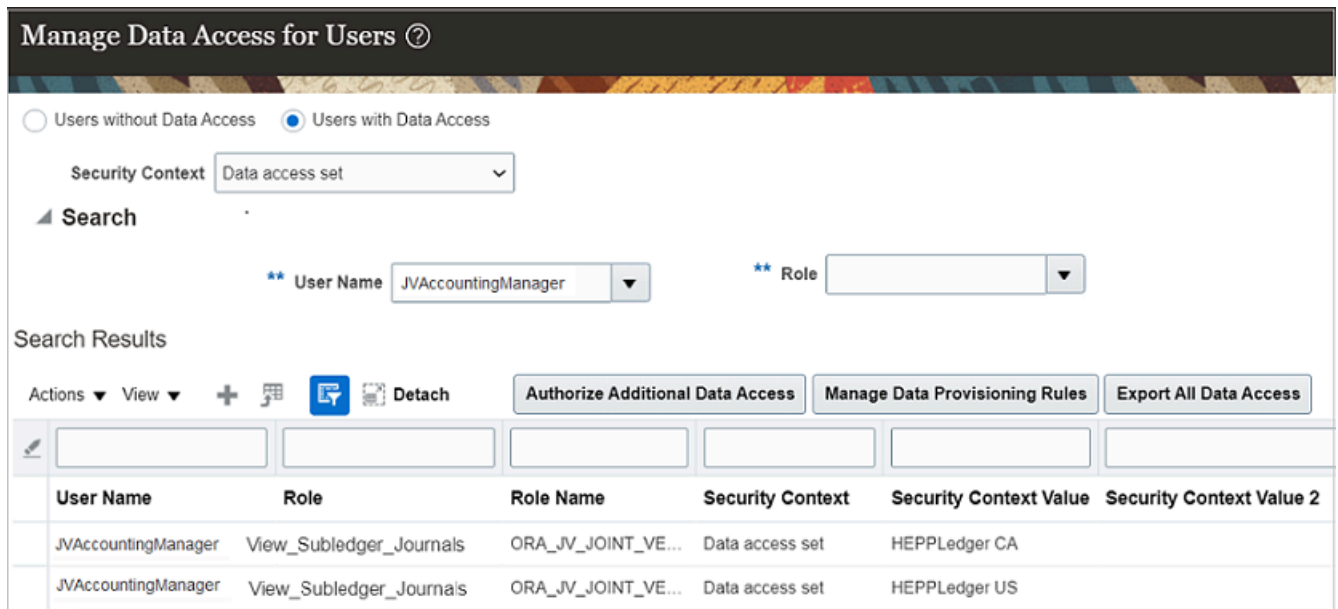 Manage Data Access for Users ?
Users without Data Access Users with Data Access
Security Context Data access set
Search
** User Name JVAccountingManager ** Role
Search Results
Actions View Detach Authorize Additional Data Access Manage Data Provisioning Rules Export All Data Access
User Name Role Role Name Security Context Security Context Value Security Context Value 2
JVAccountingManager View_Subledger_Journals ORA_JV_JOINT_VE... Data access set HEPPLedger CA
JVAccountingManager View_Subledger_Journals ORA_JV_JOINT_VE... Data access set HEPPLedger US